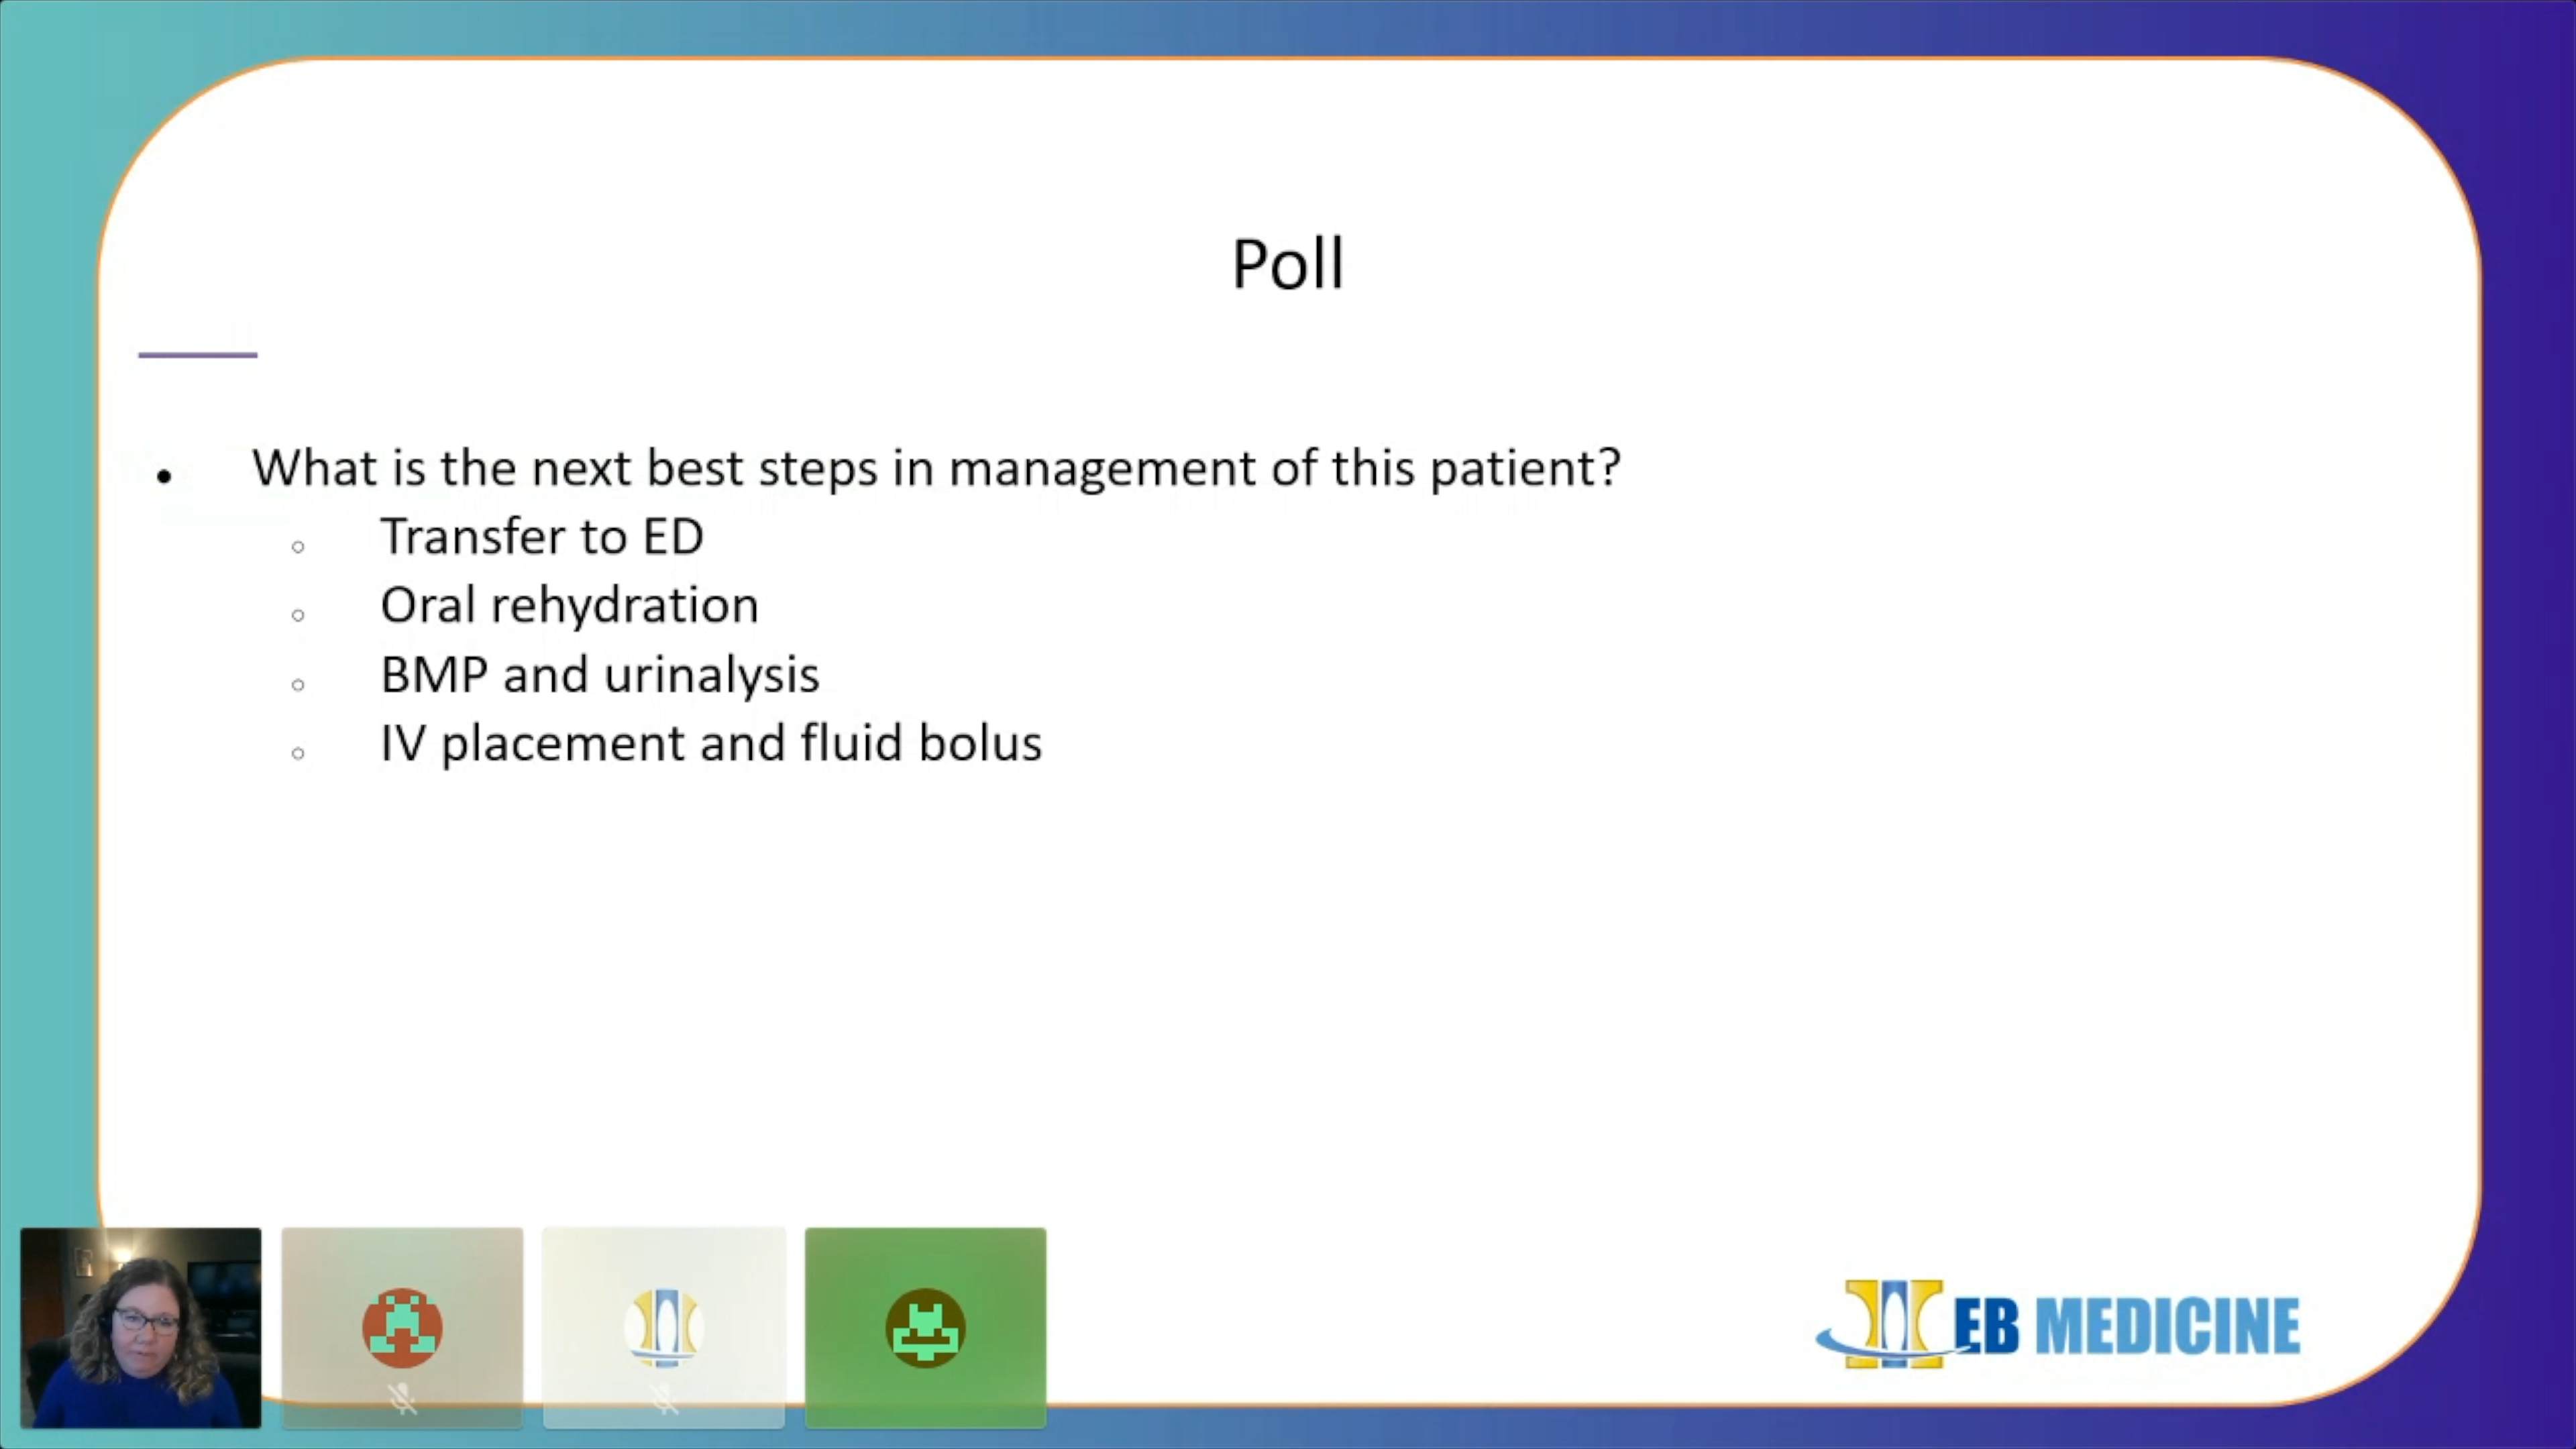 Poll
What is the next best steps in management of this patient?
Transfer to ED
Oral rehydration
BMP and urinalysis
IV placement and fluid bolus
EB MEDICINE